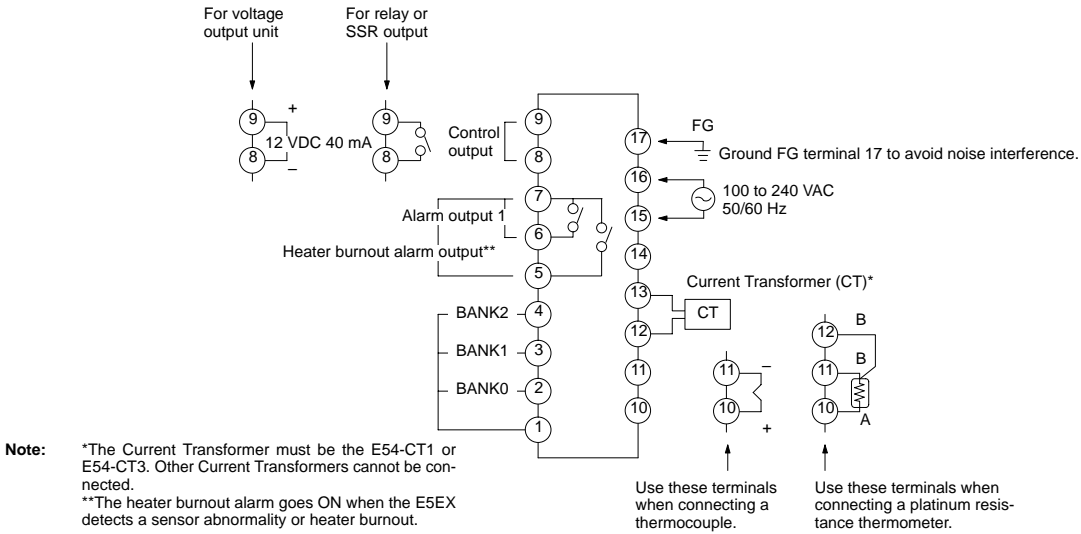 For voltage
output unit
For relay or
SSR output
9
+
12 VDC 40 mA
8
–
9
8
Control
output
9
8
Alarm output 1
7
6
Heater burnout alarm output**
5
BANK2
4
BANK1
3
BANK0
2
1
17
FG
Ground FG terminal 17 to avoid noise interference.
16
100 to 240 VAC
50/60 Hz
15
14
Current Transformer (CT)*
13
CT
12
11
10
11
–
10
+
12
B
11
B
10
A
Use these terminals
when connecting a
thermocouple.
Use these terminals when
connecting a platinum resis-
tance thermometer.
Note:
*The Current Transformer must be the E54-CT1 or
E54-CT3. Other Current Transformers cannot be con-
nected.
**The heater burnout alarm goes ON when the E5EX
detects a sensor abnormality or heater burnout.